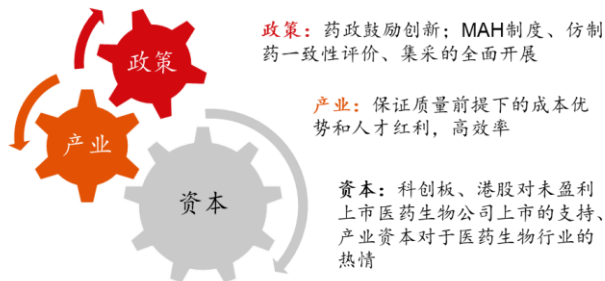 政策
产业
资本
政策：药政鼓励创新；MAH制度、仿制
药一致性评价、集采的全面开展
产业：保证质量前提下的成本优
势和人才红利，高效率
资本：科创板、港股对未盈利
上市医药生物公司上市的支持、
产业资本对于医药生物行业的
热情